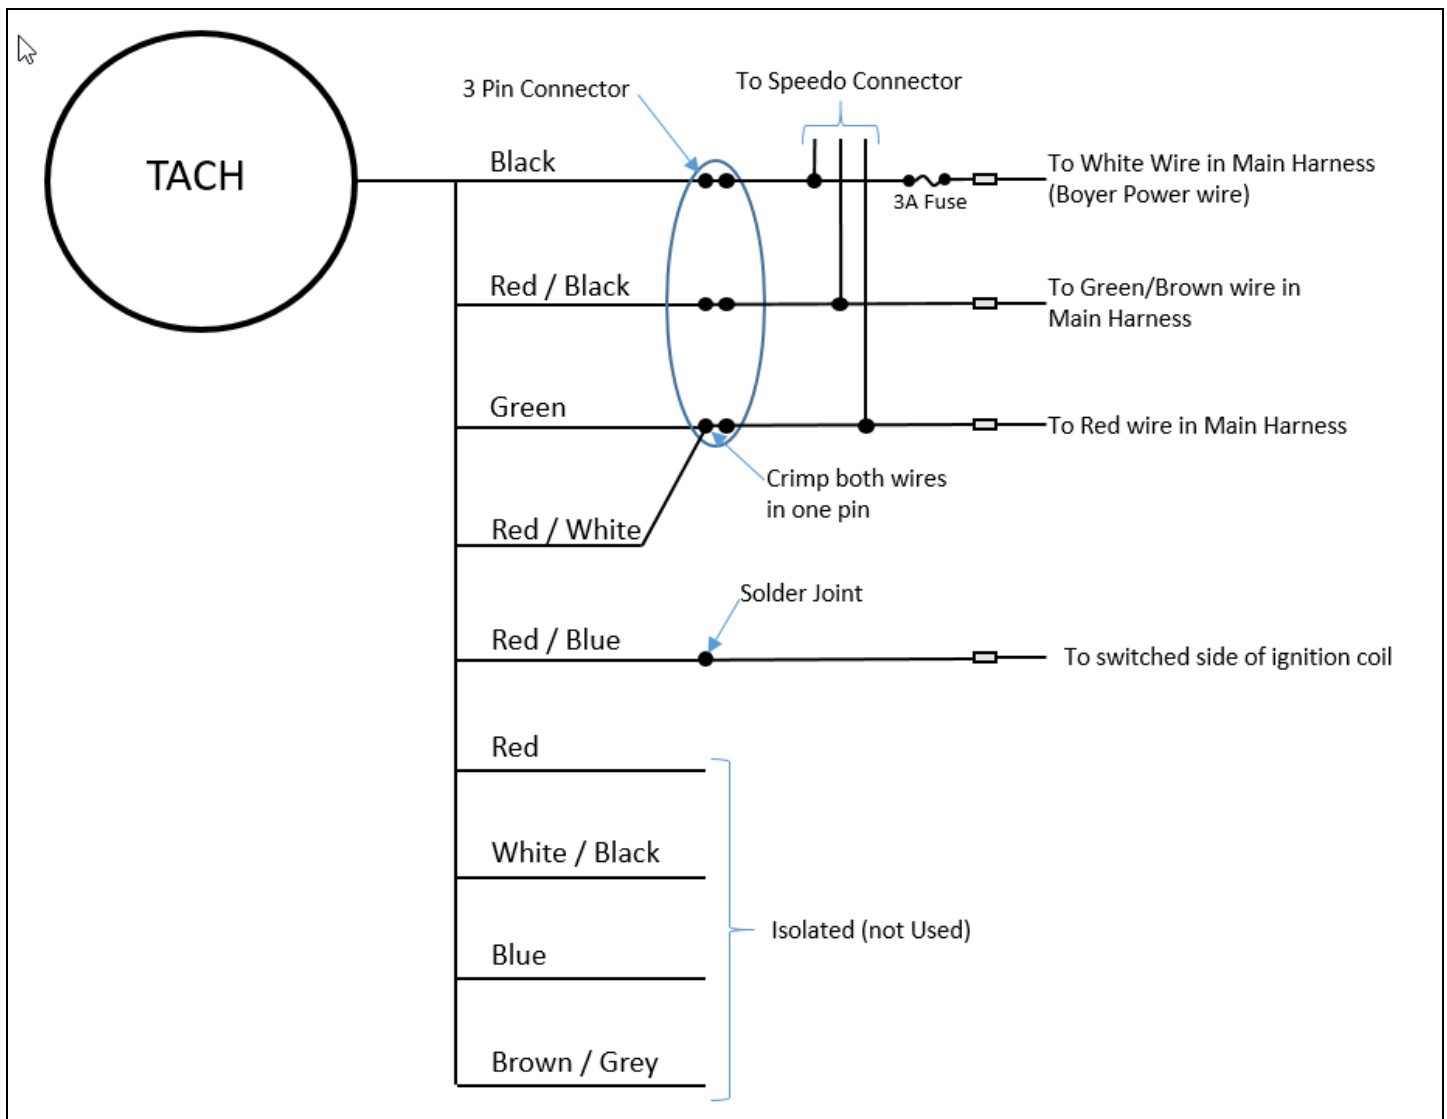 TACH
3 Pin Connector
To Speedo Connector
Black
3A Fuse
To White Wire in Main Harness
(Boyer Power wire)
Red / Black
To Green/Brown wire in
Main Harness
Green
To Red wire in Main Harness
Crimp both wires
in one pin
Red / White
Solder Joint
Red / Blue
To switched side of ignition coil
Red
White / Black
Isolated (not Used)
Blue
Brown / Grey